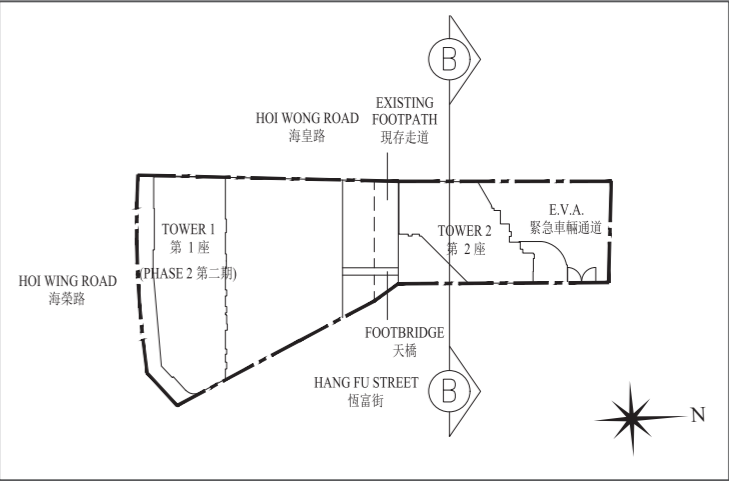 B
EXISTING
FOOTPATH
現存走道
HOI WONG ROAD
海皇路
TOWER 1
第 1 座
(PHASE 2 第二期)
TOWER 2
第 2 座
E.V.A.
緊急車輛通道
HOI WING ROAD
海榮路
FOOTBRIDGE
天橋
HANG FU STREET
恆富街
B
N